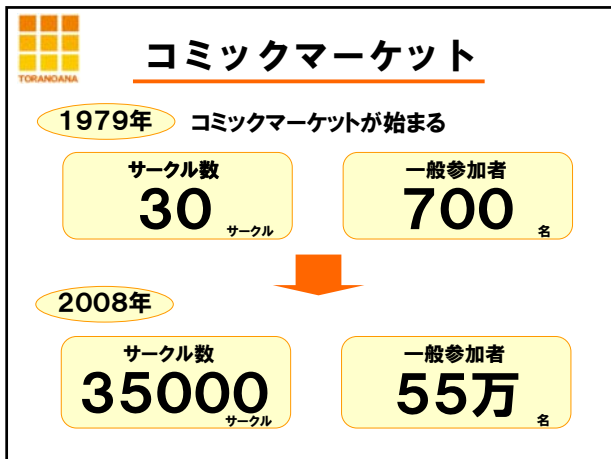 TORANOANA
コミックマーケット
1979年 コミックマーケットが始まる
サークル数
30 サークル
一般参加者
700 名
2008年
サークル数
35000 サークル
一般参加者
55万 名